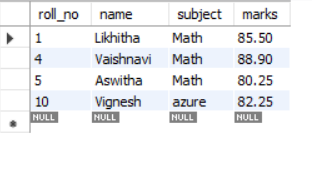 roll_no name subject marks
1 Likhitha Math 85.50
4 Vaishnavi Math 88.90
5 Aswitha Math 80.25
10 Vignesh azure 82.25
NULL NULL NULL NULL